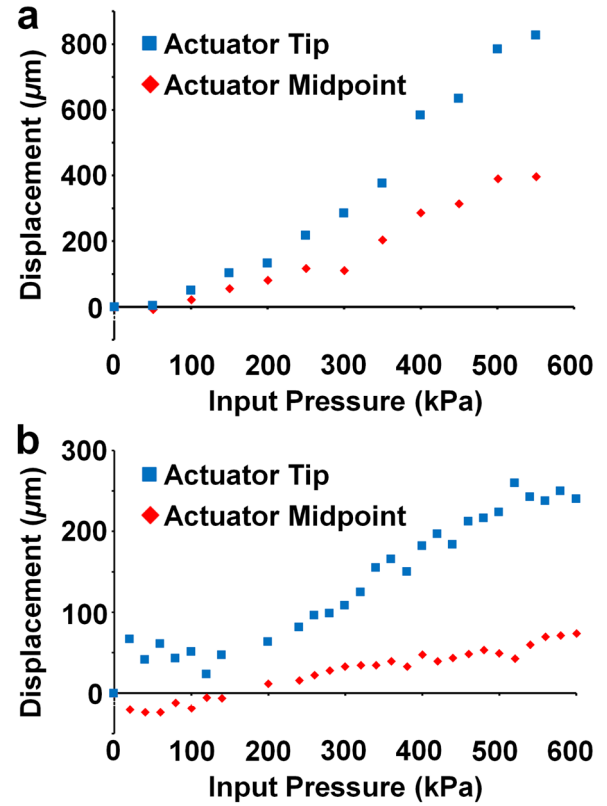 a
800
600
400
200
0
Displacement (µm)
Actuator Tip
Actuator Midpoint
0 100 200 300 400 500 600
Input Pressure (kPa)
b
300
200
100
0
Displacement (µm)
Actuator Tip
Actuator Midpoint
0 100 200 300 400 500 600
Input Pressure (kPa)